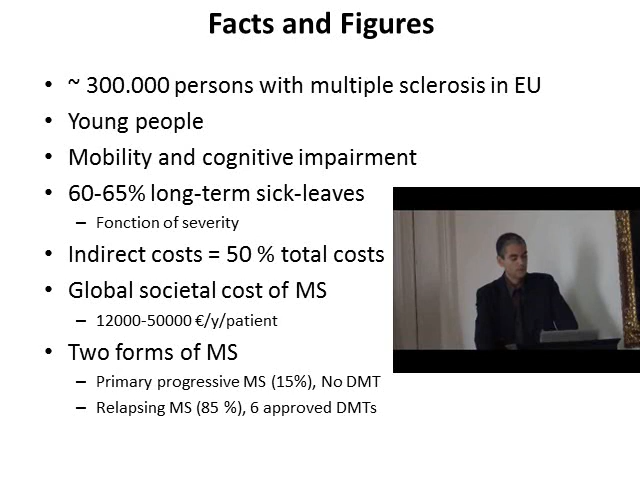 Facts and Figures
• ~ 300.000 persons with multiple sclerosis in EU
• Young people
• Mobility and cognitive impairment
• 60-65% long-term sick-leaves
– Fonction of severity
• Indirect costs = 50 % total costs
• Global societal cost of MS
– 12000-50000 €/y/patient
• Two forms of MS
– Primary progressive MS (15%), No DMT
– Relapsing MS (85 %), 6 approved DMTs